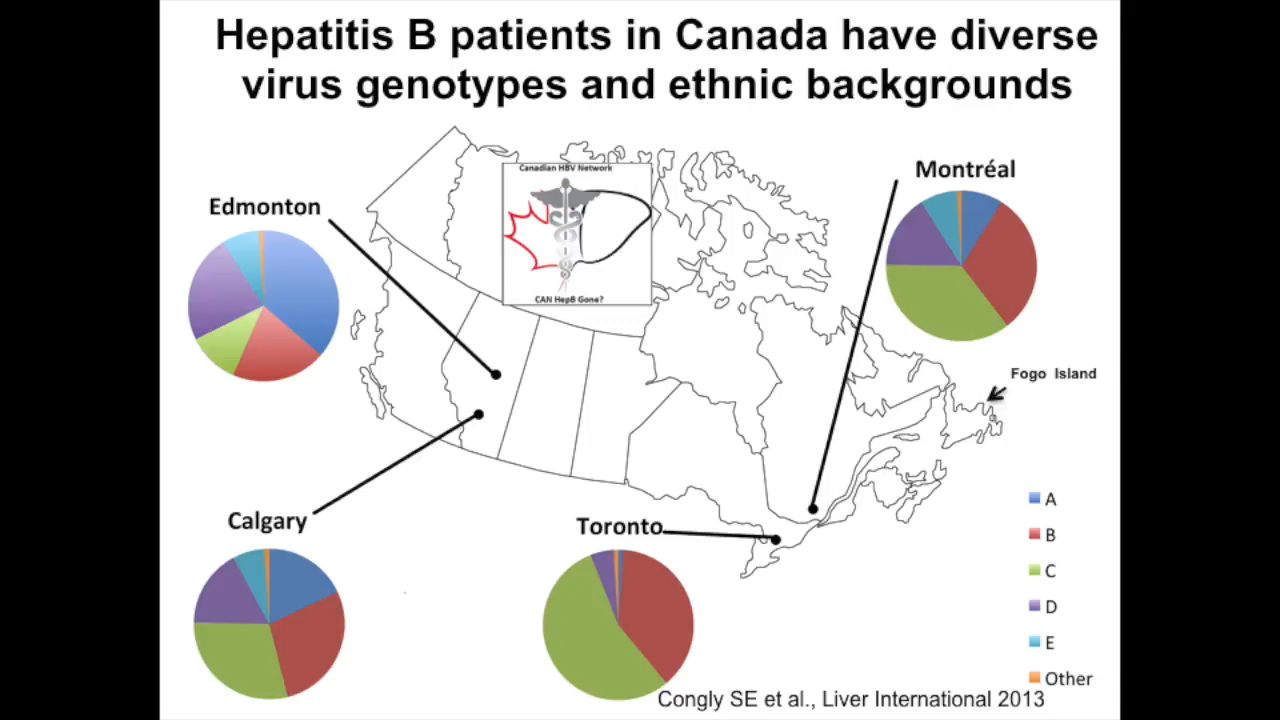 Hepatitis B patients in Canada have diverse
virus genotypes and ethnic backgrounds
Canadian HBV Network
CAN HepB Gone?
Edmonton
Montréal
Fogo Island
Calgary
Toronto
A
B
C
D
E
Other
Congly SE et al., Liver International 2013